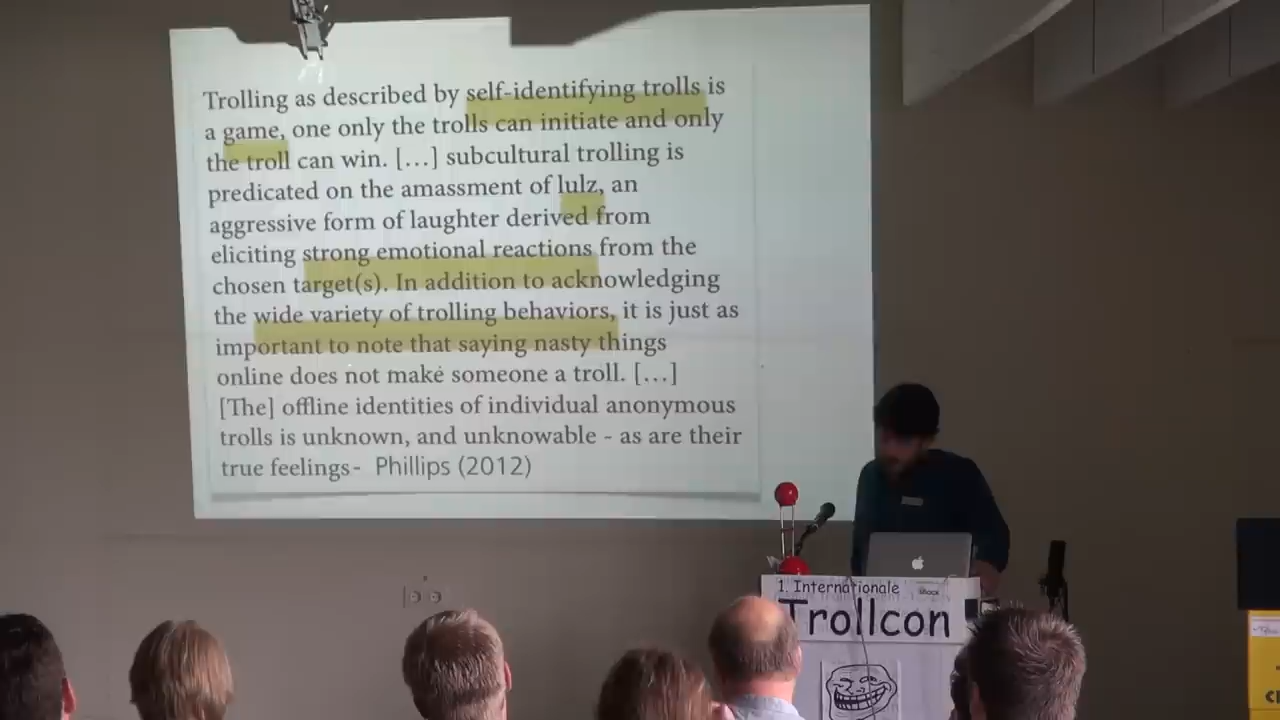 Trolling as described by self-identifying trolls is
a game, one only the trolls can initiate and only
the troll can win. […] subcultural trolling is
predicated on the amassment of lulz, an
aggressive form of laughter derived from
eliciting strong emotional reactions from the
chosen target(s). In addition to acknowledging
the wide variety of trolling behaviors, it is just as
important to note that saying nasty things
online does not make someone a troll. […]
[The] offline identities of individual anonymous
trolls is unknown, and unknowable - as are their
true feelings- Phillips (2012)
1. Internationale
Trollcon